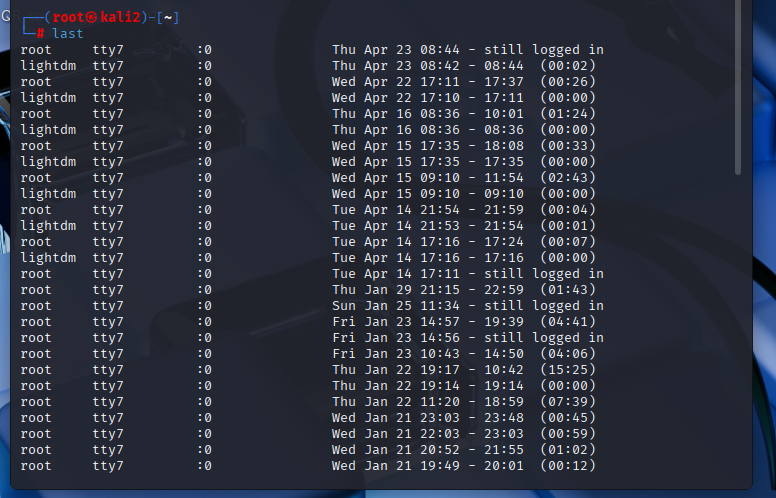 ┌──(root㉿kali2)-[~]
└─# last
root     tty7         :0               Thu Apr 23 08:44 - still logged in
lightdm  tty7         :0               Thu Apr 23 08:42 - 08:44  (00:02)
root     tty7         :0               Wed Apr 22 17:11 - 17:37  (00:26)
lightdm  tty7         :0               Wed Apr 22 17:10 - 17:11  (00:00)
root     tty7         :0               Thu Apr 16 08:36 - 10:01  (01:24)
lightdm  tty7         :0               Thu Apr 16 08:36 - 08:36  (00:00)
root     tty7         :0               Wed Apr 15 17:35 - 18:08  (00:33)
lightdm  tty7         :0               Wed Apr 15 17:35 - 17:35  (00:00)
root     tty7         :0               Wed Apr 15 09:10 - 11:54  (02:43)
lightdm  tty7         :0               Wed Apr 15 09:10 - 09:10  (00:00)
root     tty7         :0               Tue Apr 14 21:54 - 21:59  (00:04)
lightdm  tty7         :0               Tue Apr 14 21:53 - 21:54  (00:01)
root     tty7         :0               Tue Apr 14 17:16 - 17:24  (00:07)
lightdm  tty7         :0               Tue Apr 14 17:16 - 17:16  (00:00)
root     tty7         :0               Tue Apr 14 17:11 - still logged in
root     tty7         :0               Thu Jan 29 21:15 - 22:59  (01:43)
root     tty7         :0               Sun Jan 25 11:34 - still logged in
root     tty7         :0               Fri Jan 23 14:57 - 19:39  (04:41)
root     tty7         :0               Fri Jan 23 14:56 - still logged in
root     tty7         :0               Fri Jan 23 10:43 - 14:50  (04:06)
root     tty7         :0               Thu Jan 22 19:17 - 10:42  (15:25)
root     tty7         :0               Thu Jan 22 19:14 - 19:14  (00:00)
root     tty7         :0               Thu Jan 22 11:20 - 18:59  (07:39)
root     tty7         :0               Wed Jan 21 23:03 - 23:48  (00:45)
root     tty7         :0               Wed Jan 21 22:03 - 23:03  (00:59)
root     tty7         :0               Wed Jan 21 20:52 - 21:55  (01:02)
root     tty7         :0               Wed Jan 21 19:49 - 20:01  (00:12)